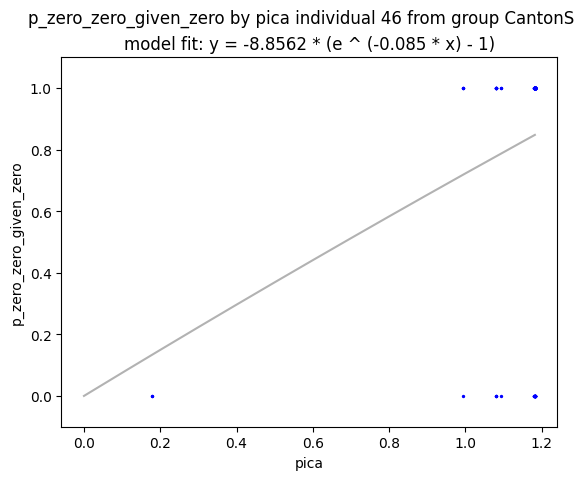 p_zero_zero_given_zero by pica individual 46 from group CantonS
model fit: y = -8.8562 * (e ^ (-0.085 * x) - 1)
1.0
0.8
0.6
0.4
0.2
0.0
p_zero_zero_given_zero
0.0 0.2 0.4 0.6 0.8 1.0 1.2
pica